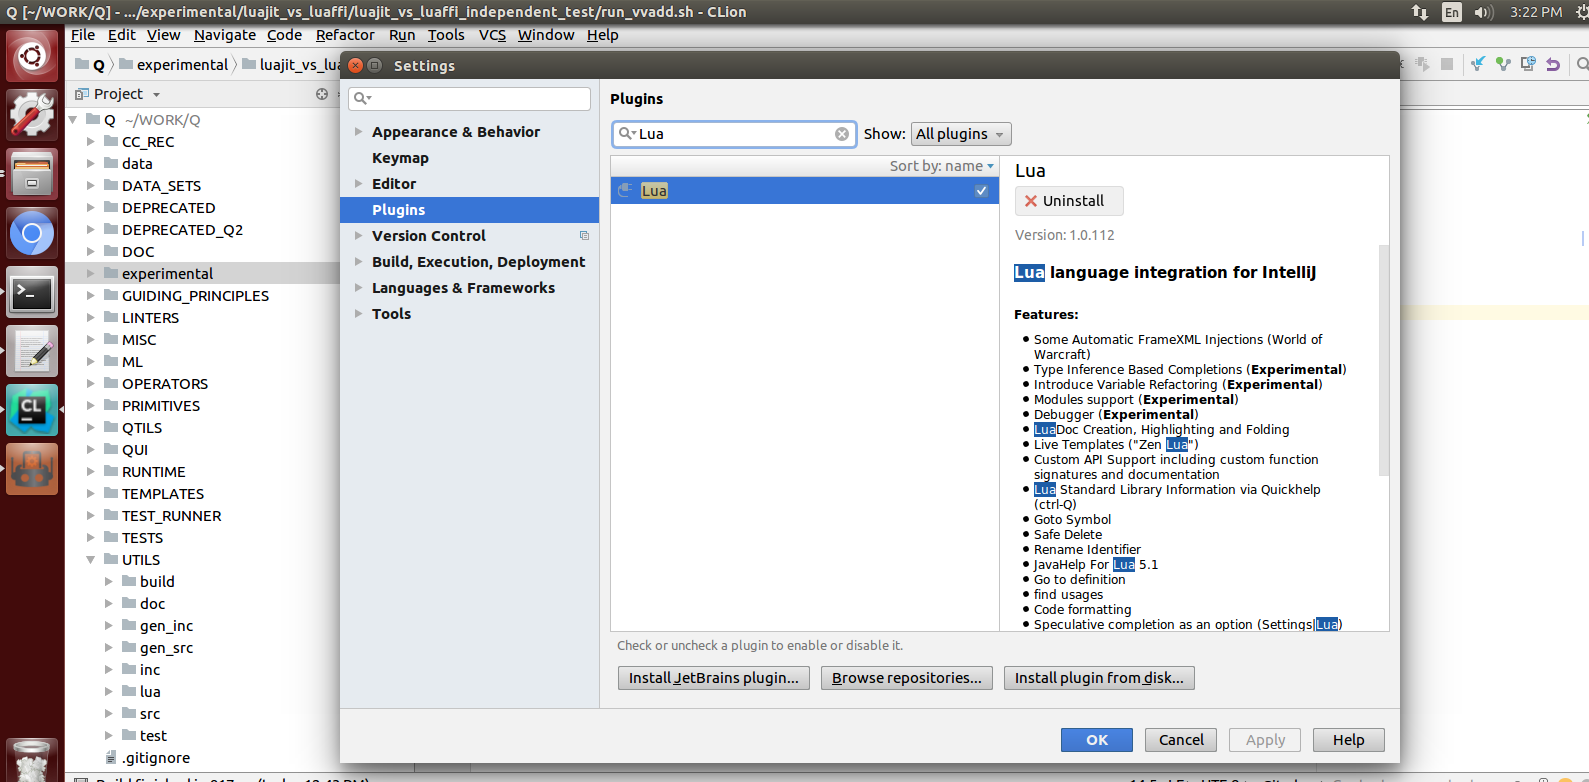 Q [~/WORK/Q] - .../experimental/luajit_vs_luaffi/luajit_vs_luaffi_independent_test/run_vvadd.sh - CLion
En
3:22 PM
File Edit View Navigate Code Refactor Run Tools VCS Window Help
Q experimental luajit_vs_lu
Project
Q ~/WORK/Q
CC_REC
data
DATA_SETS
DEPRECATED
DEPRECATED_Q2
DOC
experimental
GUIDING_PRINCIPLES
LINTERS
MISC
ML
OPERATORS
PRIMITIVES
QTILS
QUI
RUNTIME
TEMPLATES
TEST_RUNNER
TESTS
UTILS
build
doc
gen_inc
gen_src
inc
lua
src
test
.gitignore
CL
Settings
Appearance & Behavior
Keymap
Editor
Plugins
Version Control
Build, Execution, Deployment
Languages & Frameworks
Tools
Plugins
Lua
Show: All plugins
Sort by: name
Lua
Lua
Uninstall
Version: 1.0.112
Lua language integration for IntelliJ
Features:
Some Automatic FrameXML Injections (World of
Warcraft)
Type Inference Based Completions (Experimental)
Introduce Variable Refactoring (Experimental)
Modules support (Experimental)
Debugger (Experimental)
LuaDoc Creation, Highlighting and Folding
Live Templates ("Zen Lua")
Custom API Support including custom function
signatures and documentation
Lua Standard Library Information via Quickhelp
(ctrl-Q)
Goto Symbol
Safe Delete
Rename Identifier
JavaHelp For Lua 5.1
Go to definition
find usages
Code formatting
Speculative completion as an option (Settings|Lua)
Check or uncheck a plugin to enable or disable it.
Install JetBrains plugin...
Browse repositories...
Install plugin from disk...
OK
Cancel
Apply
Help